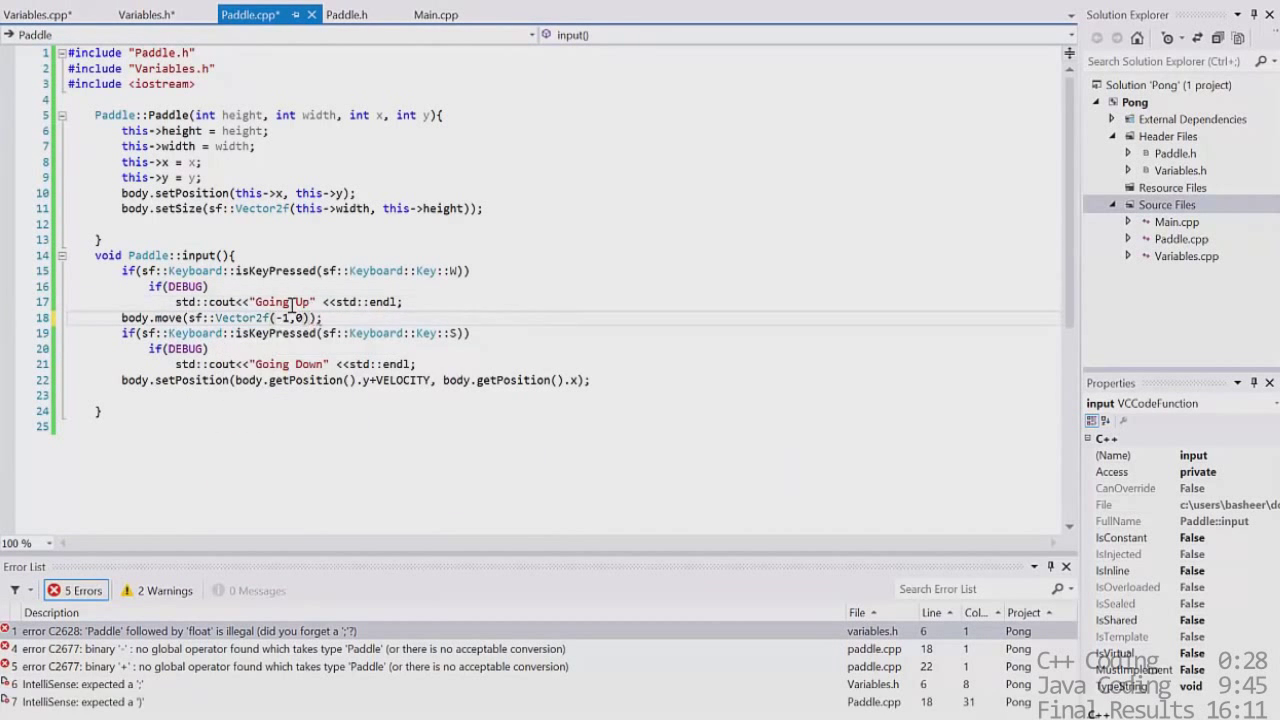 Variables.cpp* Variables.h* Paddle.cpp* Paddle.h Main.cpp
Paddle input()
1 #include "Paddle.h"
2 #include "Variables.h"
3 #include <iostream>
4
5 Paddle::Paddle(int height, int width, int x, int y){
6 this->height = height;
7 this->width = width;
8 this->x = x;
9 this->y = y;
10 body.setPosition(this->x, this->y);
11 body.setSize(sf::Vector2f(this->width, this->height));
12
13 }
14 void Paddle::input(){
15 if(sf::Keyboard::isKeyPressed(sf::Keyboard::Key::W))
16 if(DEBUG)
17 std::cout<<"Going Up" <<std::endl;
18 body.move(sf::Vector2f(-1,0));
19 if(sf::Keyboard::isKeyPressed(sf::Keyboard::Key::S))
20 if(DEBUG)
21 std::cout<<"Going Down" <<std::endl;
22 body.setPosition(body.getPosition().y+VELOCITY, body.getPosition().x);
23
24 }
25
100 %
Error List
5 Errors 2 Warnings 0 Messages Search Error List
Description File Line Col... Project
1 error C2628: 'Paddle' followed by 'float' is illegal (did you forget a ';'?) variables.h 6 1 Pong
4 error C2677: binary '-' : no global operator found which takes type 'Paddle' (or there is no acceptable conversion) paddle.cpp 18 1 Pong
5 error C2677: binary '+' : no global operator found which takes type 'Paddle' (or there is no acceptable conversion) paddle.cpp 22 1 Pong
6 IntelliSense: expected a ';' Variables.h 6 8 Pong
7 IntelliSense: expected a ')' Paddle.cpp 18 31 Pong
Solution Explorer
Search Solution Explorer (Ctrl+;)
Solution 'Pong' (1 project)
Pong
External Dependencies
Header Files
Paddle.h
Variables.h
Resource Files
Source Files
Main.cpp
Paddle.cpp
Variables.cpp
Properties
input VCCodeFunction
C++
(Name) input
Access private
CanOverride False
File c:\users\basheer\do
FullName Paddle::input
IsConstant False
IsInjected False
IsInline False
IsOverloaded False
IsSealed False
IsShared False
IsTemplate False
IsVirtual False
MustImplement False
TypeString void
C++
C++ Coding 0:28
Java Coding 9:45
Final Results 16:11